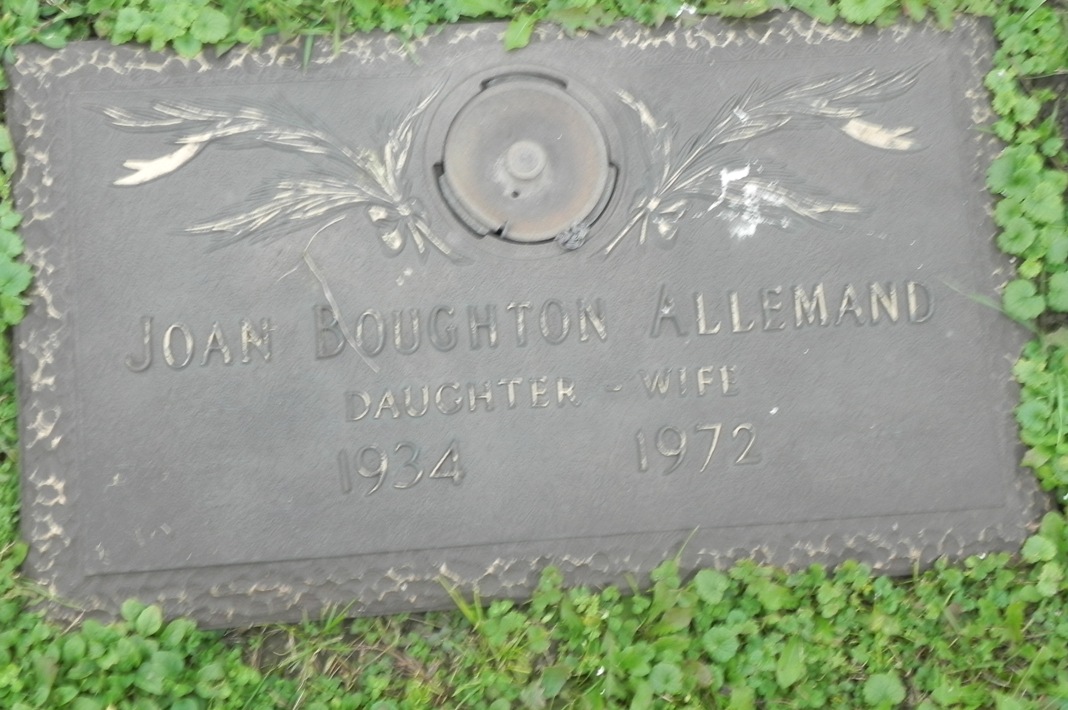 JOAN BOUGHTON ALLEMAND
DAUGHTER - WIFE
1934 1972